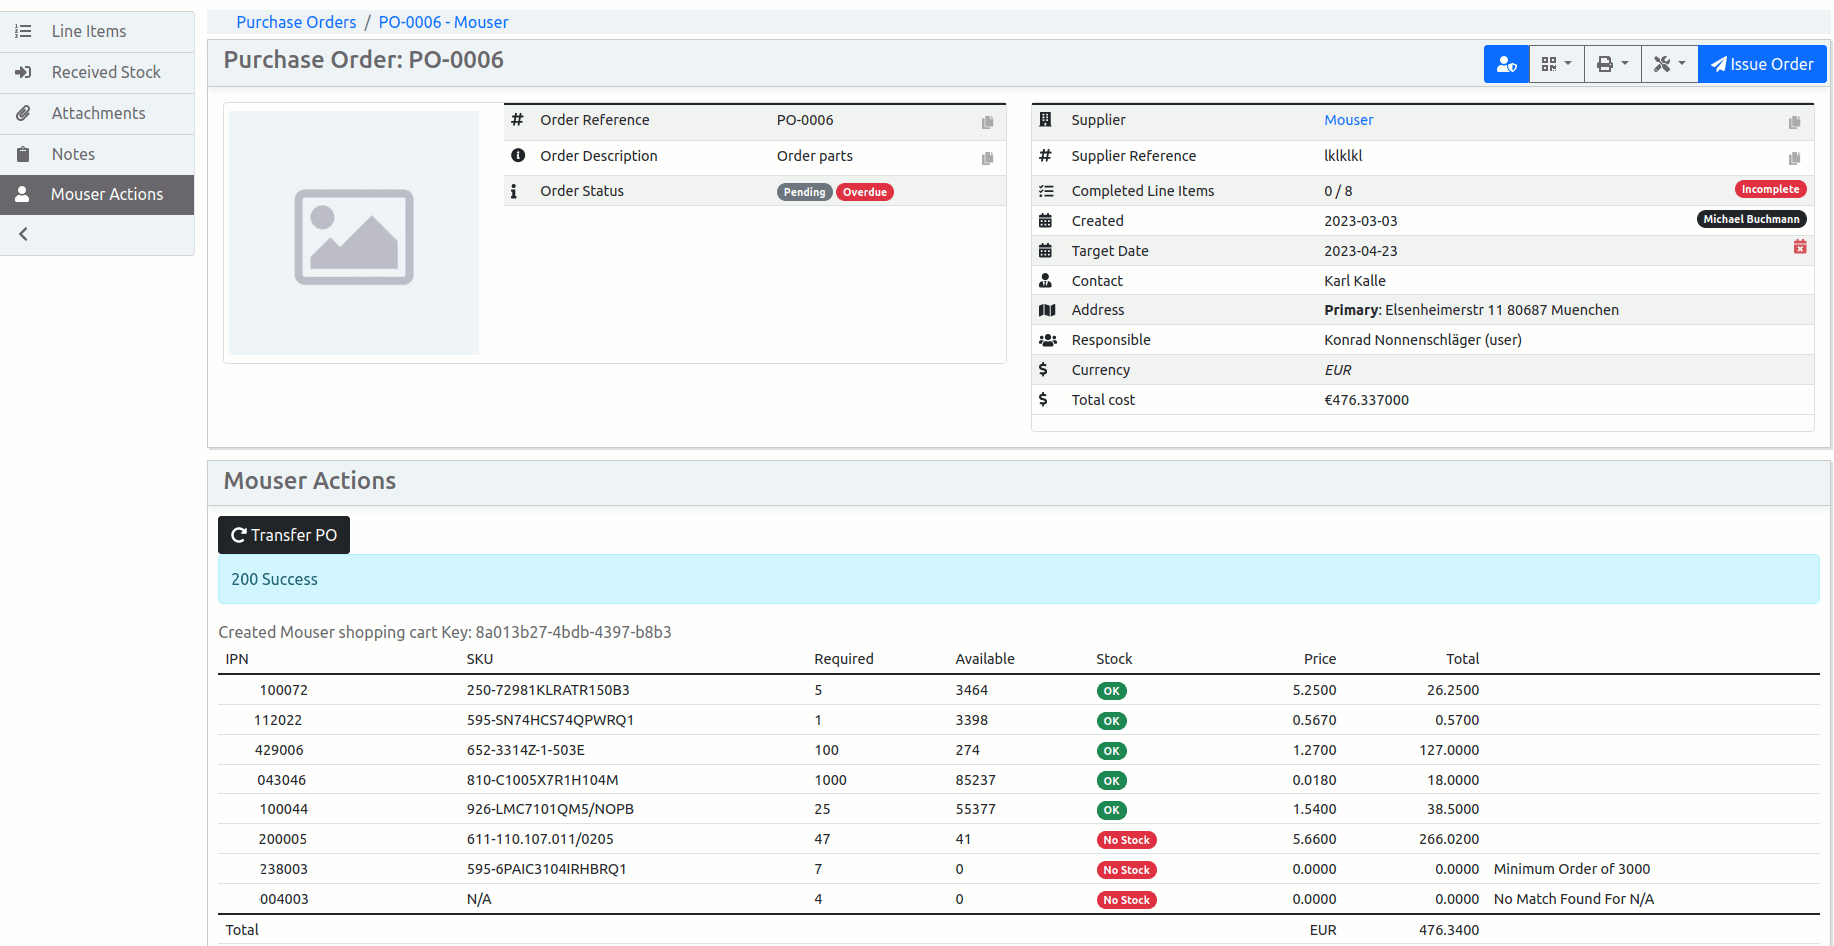 Line Items
Received Stock
Attachments
Notes
Mouser Actions
Purchase Orders / PO-0006 - Mouser
Purchase Order: PO-0006
Issue Order
Order Reference PO-0006
Order Description Order parts
Order Status Pending Overdue
Supplier Mouser
Supplier Reference lklklkl
Completed Line Items 0 / 8 Incomplete
Created 2023-03-03 Michael Buchmann
Target Date 2023-04-23
Contact Karl Kalle
Address Primary: Elsenheimerstr 11 80687 Muenchen
Responsible Konrad Nonnenschläger (user)
Currency EUR
Total cost €476.337000
Mouser Actions
Transfer PO
200 Success
Created Mouser shopping cart Key: 8a013b27-4bdb-4397-b8b3
IPN SKU Required Available Stock Price Total
100072 250-72981KLRATR150B3 5 3464 OK 5.2500 26.2500
112022 595-SN74HCS74QPWRQ1 1 3398 OK 0.5670 0.5700
429006 652-3314Z-1-503E 100 274 OK 1.2700 127.0000
043046 810-C1005X7R1H104M 1000 85237 OK 0.0180 18.0000
100044 926-LMC7101QM5/NOPB 25 55377 OK 1.5400 38.5000
200005 611-110.107.011/0205 47 41 No Stock 5.6600 266.0200
238003 595-6PAIC3104IRHBRQ1 7 0 No Stock 0.0000 0.0000 Minimum Order of 3000
004003 N/A 4 0 No Stock 0.0000 0.0000 No Match Found For N/A
Total EUR 476.3400